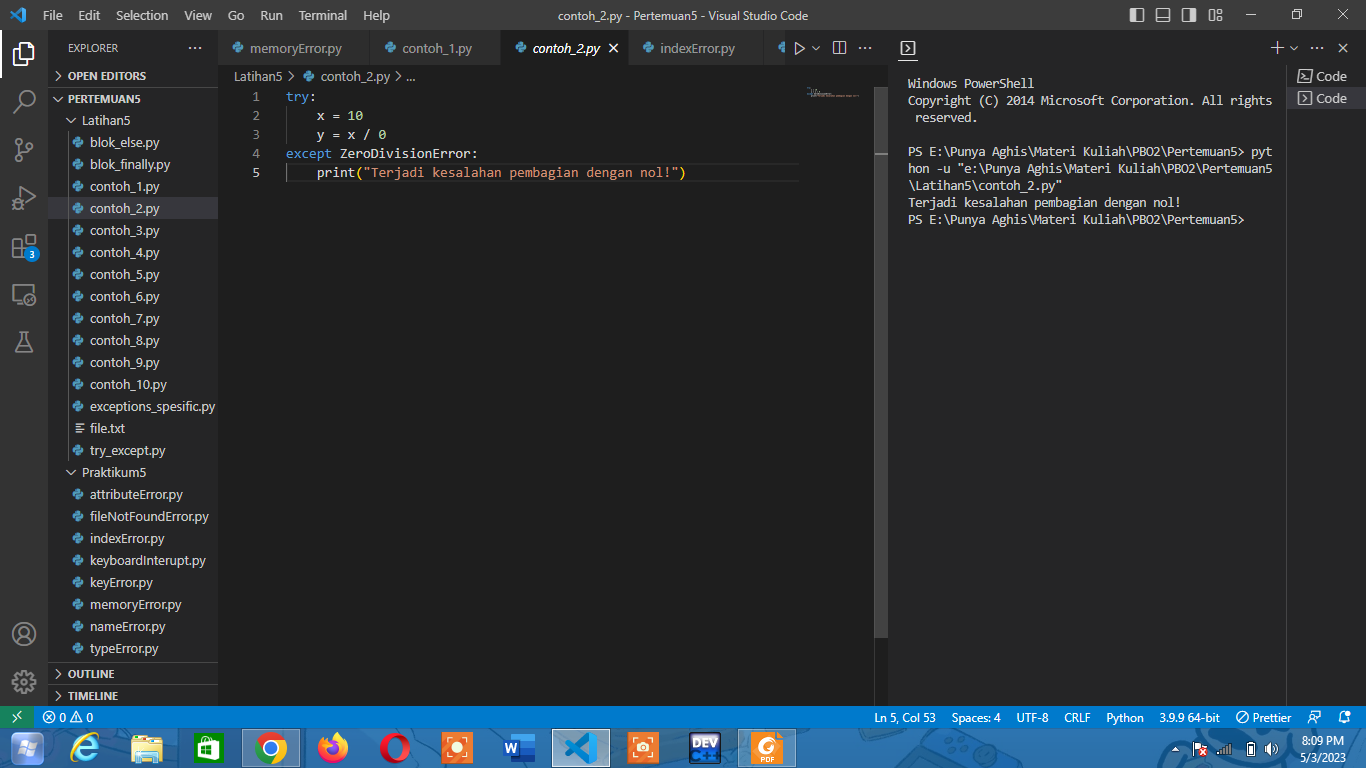 File Edit Selection View Go Run Terminal Help
contoh_2.py - Pertemuan5 - Visual Studio Code
EXPLORER
OPEN EDITORS
PERTEMUAN5
Latihan5
blok_else.py
blok_finally.py
contoh_1.py
contoh_2.py
contoh_3.py
contoh_4.py
contoh_5.py
contoh_6.py
contoh_7.py
contoh_8.py
contoh_9.py
contoh_10.py
exceptions_spesific.py
file.txt
try_except.py
Praktikum5
attributeError.py
fileNotFoundError.py
indexError.py
keyboardInterupt.py
keyError.py
memoryError.py
nameError.py
typeError.py
OUTLINE
TIMELINE
3
memoryError.py contoh_1.py contoh_2.py indexError.py
Latihan5 > contoh_2.py > ...
1 try:
2 x = 10
3 y = x / 0
4 except ZeroDivisionError:
5 print("Terjadi kesalahan pembagian dengan nol!")
Windows PowerShell
Copyright (C) 2014 Microsoft Corporation. All rights
reserved.
PS E:\Punya Aghis\Materi Kuliah\PBO2\Pertemuan5> pyt
hon -u "e:\Punya Aghis\Materi Kuliah\PBO2\Pertemuan5
\Latihan5\contoh_2.py"
Terjadi kesalahan pembagian dengan nol!
PS E:\Punya Aghis\Materi Kuliah\PBO2\Pertemuan5>
Code
Code
0 0
Ln 5, Col 53 Spaces: 4 UTF-8 CRLF Python 3.9.9 64-bit Prettier
W
DEV C++
PDF
8:09 PM
5/3/2023